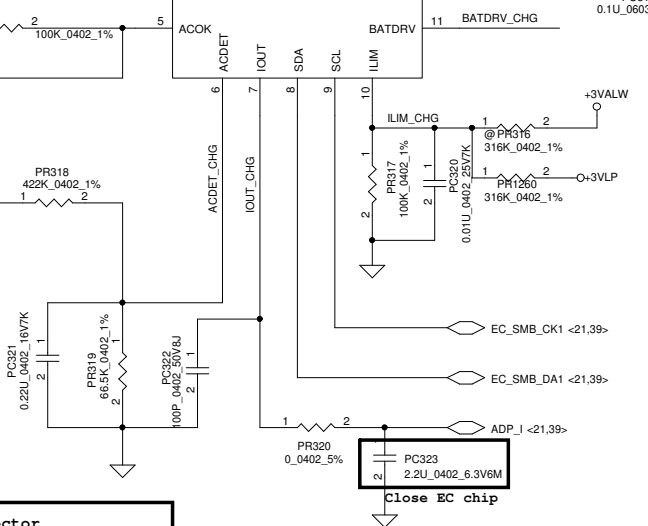 0.1U_0603
2
100K_0402_1%
5
ACOK
BATDRV
11
BATDRV_CHG
ACDET
IOUT
SDA
SCL
ILIM
6
7
8
9
10
+3VALW
ILIM_CHG
1
2
@PR316
316K_0402_1%
1
2
+3VLP
PR1260
316K_0402_1%
1
PR317
100K_0402_1%
2
1
PC320
0.01U_0402_25V7K
2
ACDET_CHG
IOUT_CHG
PR318
422K_0402_1%
1
2
PC321
0.22U_0402_16V7K
1
2
PR319
66.5K_0402_1%
1
2
PC322
100P_0402_50V8J
1
2
EC_SMB_CK1 <21,39>
EC_SMB_DA1 <21,39>
1
2
ADP_I <21,39>
PR320
0_0402_5%
1
2
PC323
2.2U_0402_6.3V6M
Close EC chip
ector